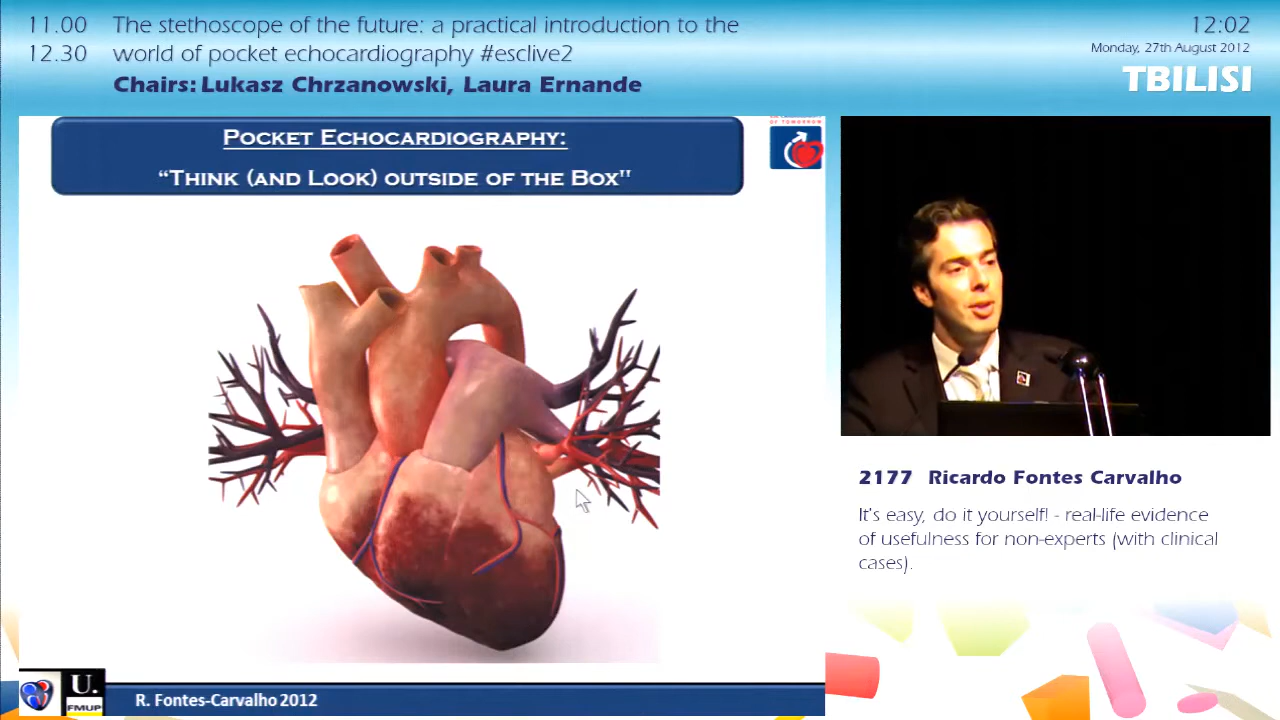 11.00 The stethoscope of the future: a practical introduction to the
12.30 world of pocket echocardiography #esclive2
Chairs: Lukasz Chrzanowski, Laura Ernande
12:02
Monday, 27th August 2012
TBILISI
POCKET ECHOCARDIOGRAPHY:
“THINK (AND LOOK) OUTSIDE OF THE BOX"
OF TOMORROW
2177 Ricardo Fontes Carvalho
It's easy, do it yourself! - real-life evidence
of usefulness for non-experts (with clinical
cases).
U.
FMUP
R. Fontes-Carvalho 2012